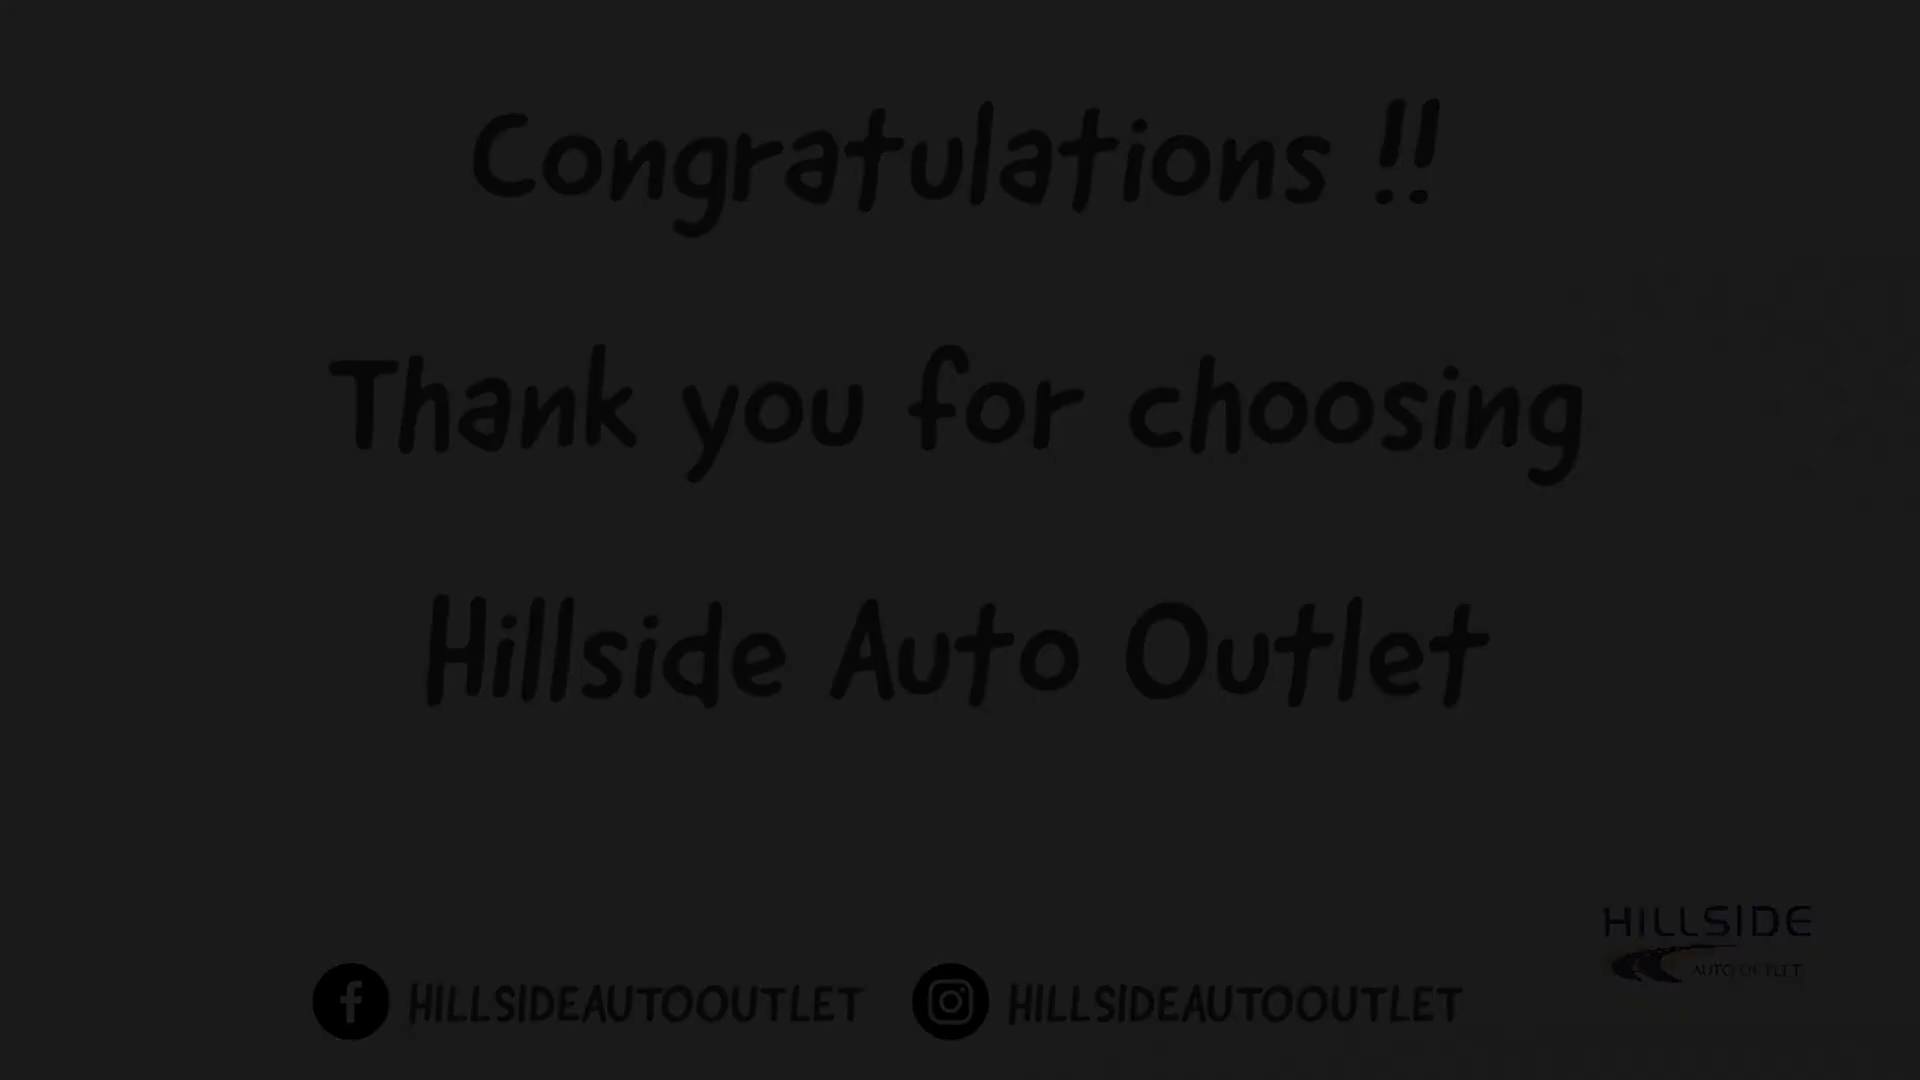 Congratulations !!
Thank you for choosing
Hillside Auto Outlet
HILLSIDE
AUTO OUTLET
HILLSIDEAUTOOUTLET
HILLSIDEAUTOOUTLET